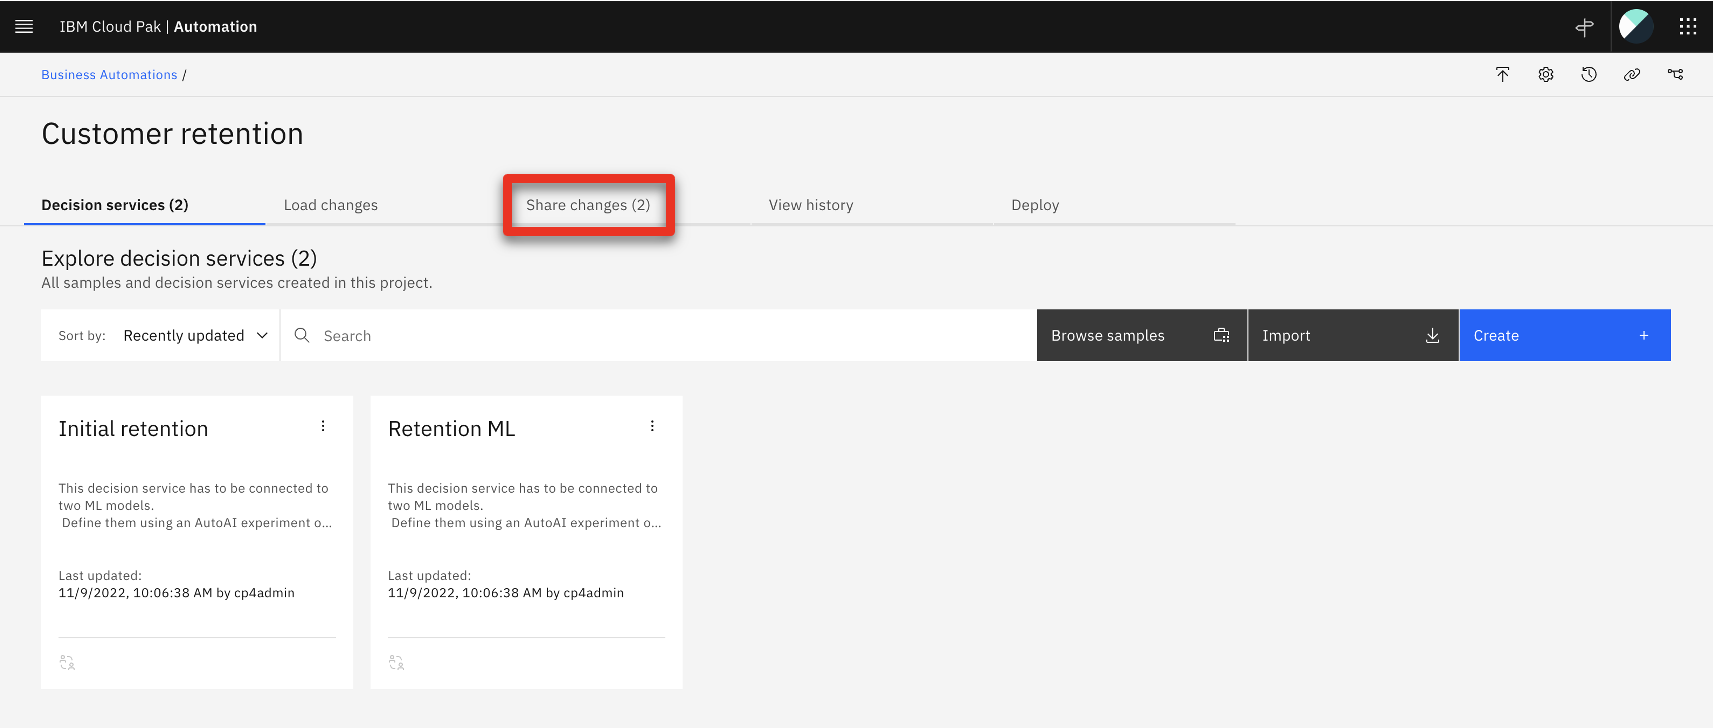 IBM Cloud Pak | Automation
Business Automations /
Customer retention
Decision services (2)
Load changes
Share changes (2)
View history
Deploy
Explore decision services (2)
All samples and decision services created in this project.
Sort by: Recently updated
Search
Browse samples
Import
Create +
Initial retention
This decision service has to be connected to
two ML models.
Define them using an AutoAI experiment o...
Last updated:
11/9/2022, 10:06:38 AM by cp4admin
Retention ML
This decision service has to be connected to
two ML models.
Define them using an AutoAI experiment o...
Last updated:
11/9/2022, 10:06:38 AM by cp4admin